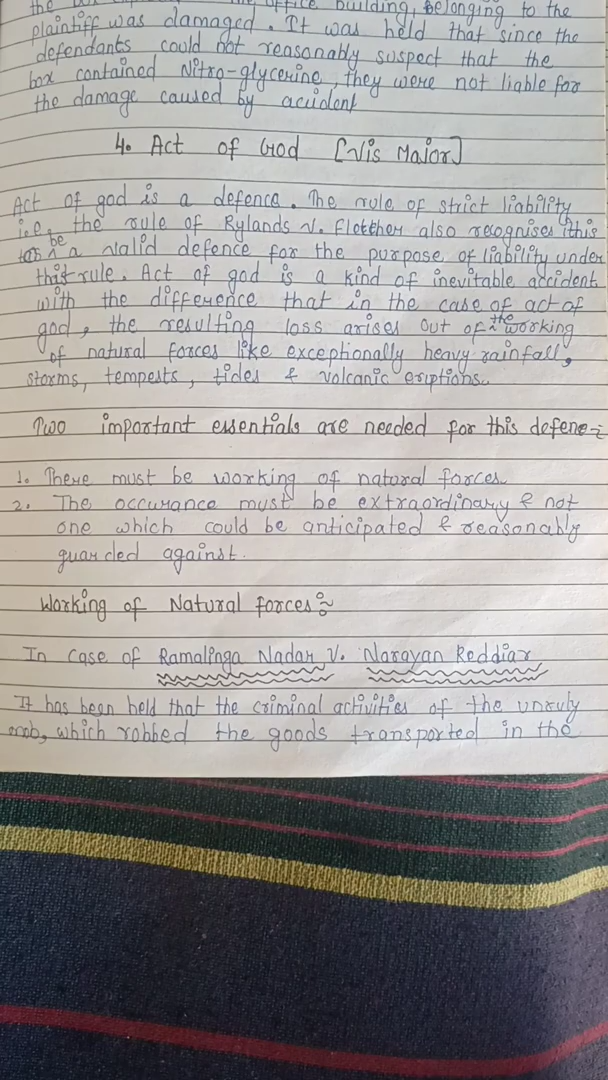 the box office building, belonging to the
plaintiff was damaged. It was held that since the
defendants could not reasonably suspect that the
box contained Nitro-glycerine, they were not liable for
the damage caused by acident
4. Act of God [Vis Major]
Act of god is a defence. The rule of strict liability
i.e. the rule of Rylands v. Fletcher also recognises this
to be a valid defence for the purpose of liability under
this rule. Act of god is a kind of inevitable accident
with the difference that in the case of act of
god, the resulting loss arises out of the working
of natural forces like exceptionally heavy rainfall,
storms, tempests, tides & volcanic eruptions.
Two important essentials are needed for this defene-:
1. There must be working of natural forces.
2. The occurance must be extraordinary & not
one which could be anticipated & reasonably
guarded against.
Working of Natural forces:-
In case of Ramalinga Nadar V. Narayan Reddiar
It has been held that the criminal activities of the unruly
mob, which robbed the goods transported in the